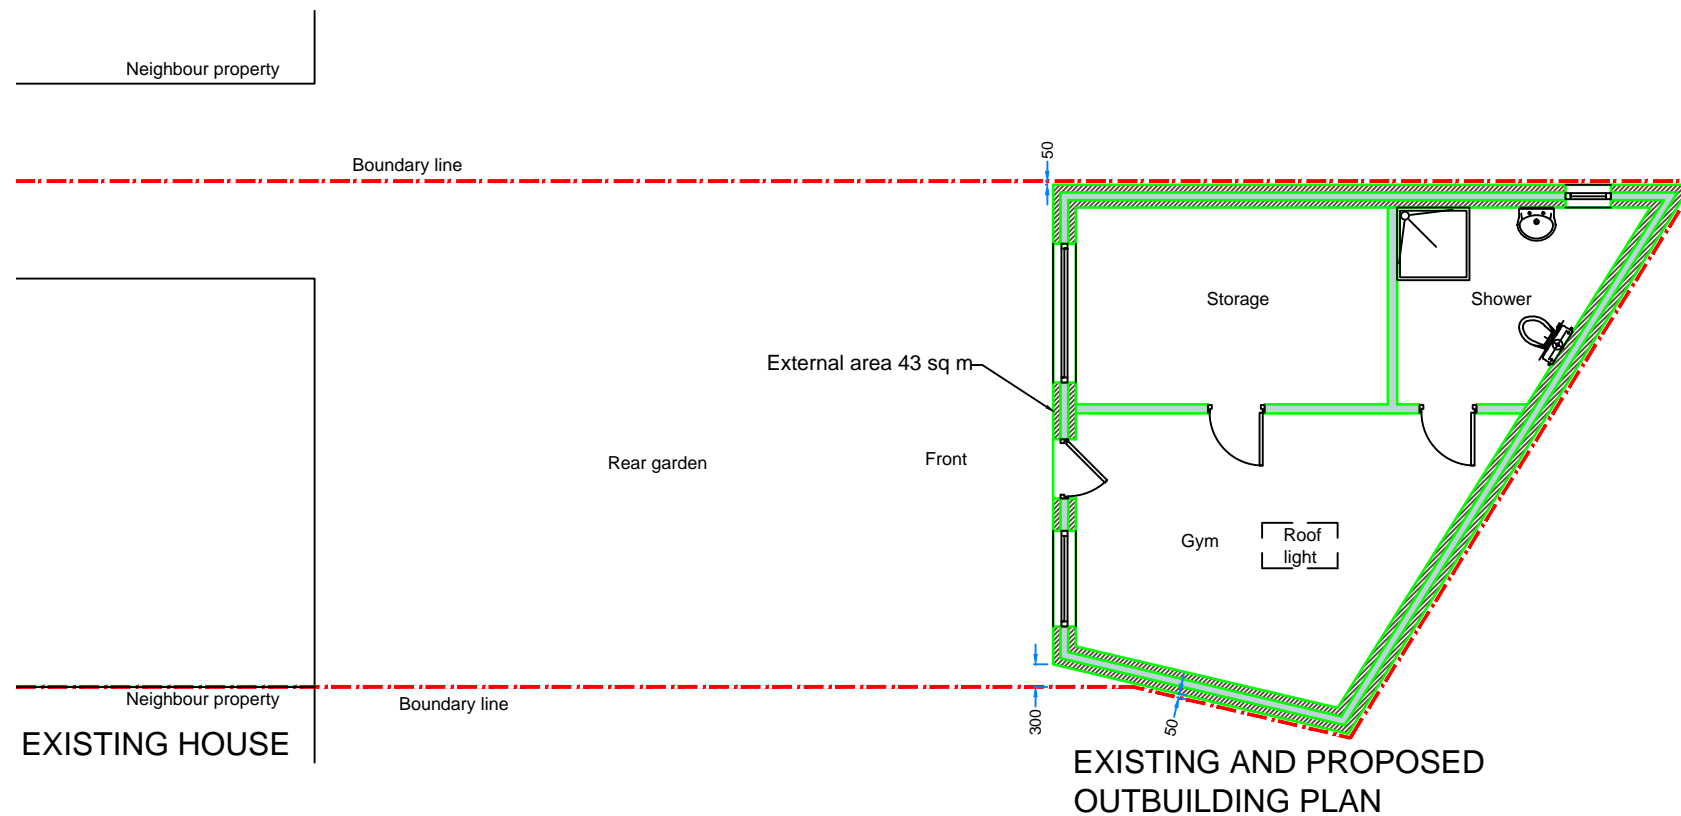 Neighbour property
Boundary line
50
Storage
Shower
External area 43 sq m
Rear garden
Front
Gym
Roof
light
Neighbour property
Boundary line
300
50
EXISTING HOUSE
EXISTING AND PROPOSED
OUTBUILDING PLAN